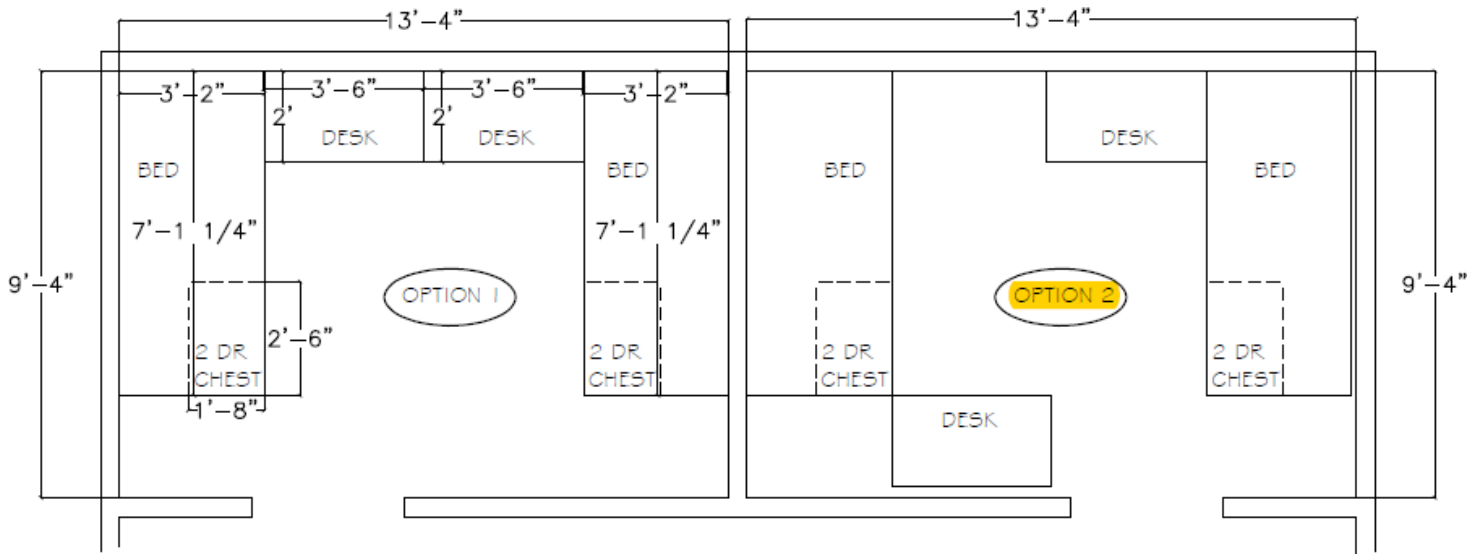 13'-4"
13'-4"
3'-2"
3'-6"
3'-6"
3'-2"
2'
2'
DESK
DESK
DESK
BED
BED
BED
BED
7'-1 1/4"
7'-1 1/4"
9'-4"
9'-4"
OPTION 1
OPTION 2
2'-6"
2 DR
CHEST
2 DR
CHEST
2 DR
CHEST
2 DR
CHEST
1'-8"
DESK